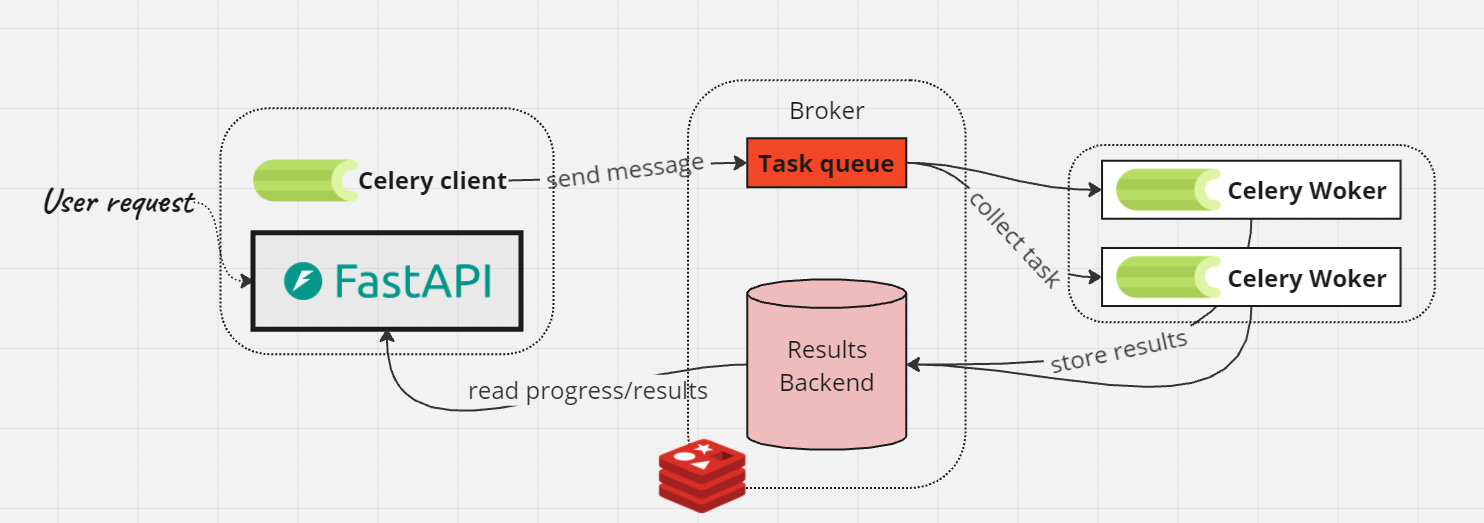 User request
Celery client
FastAPI
send message
Broker
Task queue
collect task
Celery Woker
Celery Woker
store results
Results
Backend
read progress/results